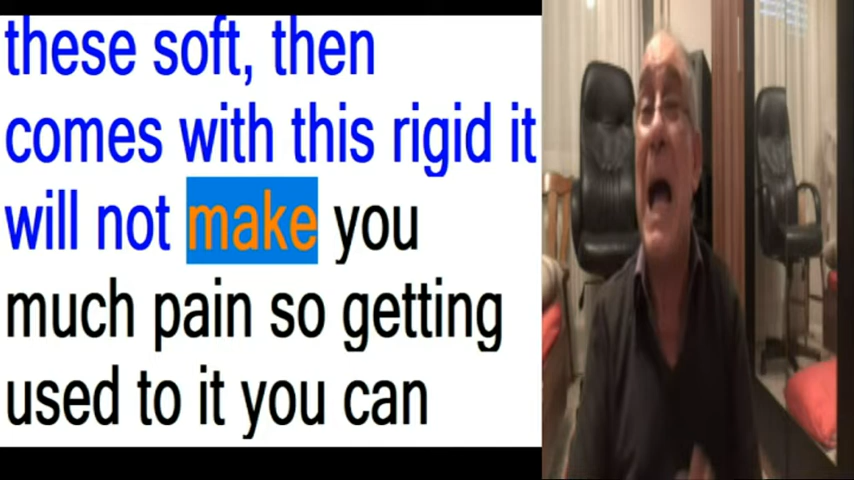 these soft, then
comes with this rigid it
will not make you
much pain so getting
used to it you can